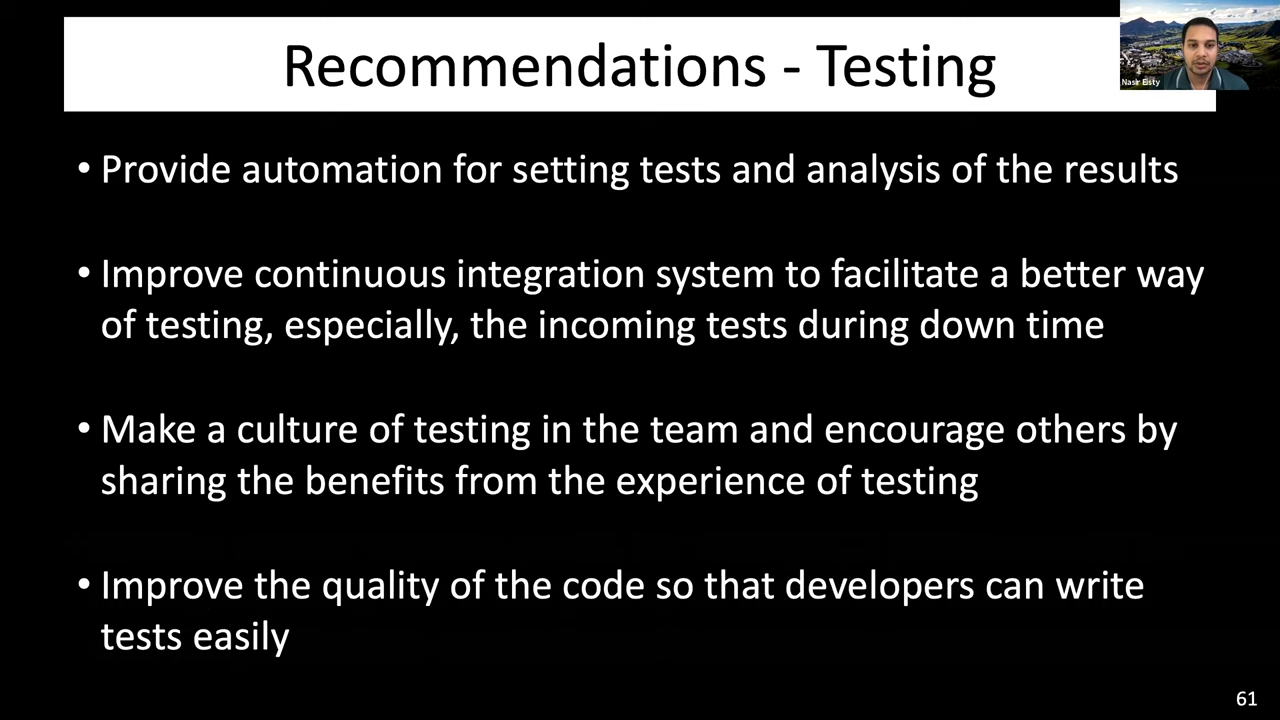 Recommendations - Testing
Nasir Eisty
• Provide automation for setting tests and analysis of the results
• Improve continuous integration system to facilitate a better way
of testing, especially, the incoming tests during down time
• Make a culture of testing in the team and encourage others by
sharing the benefits from the experience of testing
• Improve the quality of the code so that developers can write
tests easily
61